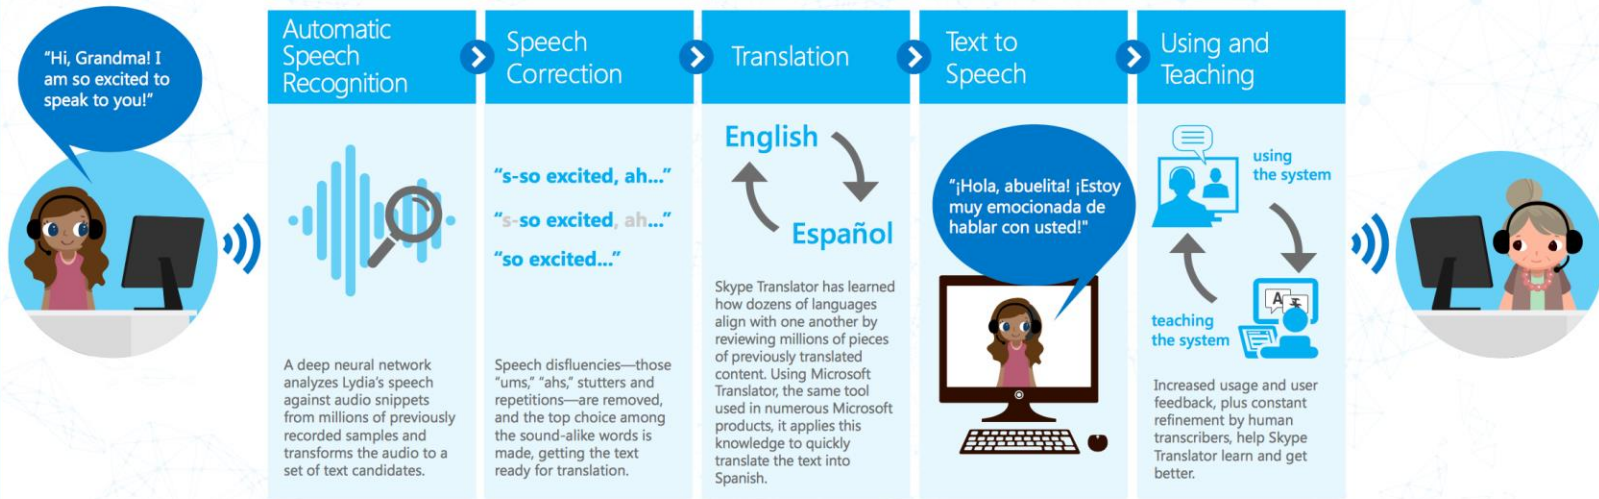 "Hi, Grandma! I
am so excited to
speak to you!"
Automatic
Speech
Recognition
A deep neural network
analyzes Lydia's speech
against audio snippets
from millions of previously
recorded samples and
transforms the audio to a
set of text candidates.
Speech
Correction
"s-so excited, ah..."
"s-so excited, ah..."
"so excited..."
Speech disfluencies—those
"ums," "ahs," stutters and
repetitions—are removed,
and the top choice among
the sound-alike words is
made, getting the text
ready for translation.
Translation
English
Español
Skype Translator has learned
how dozens of languages
align with one another by
reviewing millions of pieces
of previously translated
content. Using Microsoft
Translator, the same tool
used in numerous Microsoft
products, it applies this
knowledge to quickly
translate the text into
Spanish.
Text to
Speech
"¡Hola, abuelita! ¡Estoy
muy emocionada de
hablar con usted!"
Using and
Teaching
using
the system
A
teaching
the system
Increased usage and user
feedback, plus constant
refinement by human
transcribers, help Skype
Translator learn and get
better.